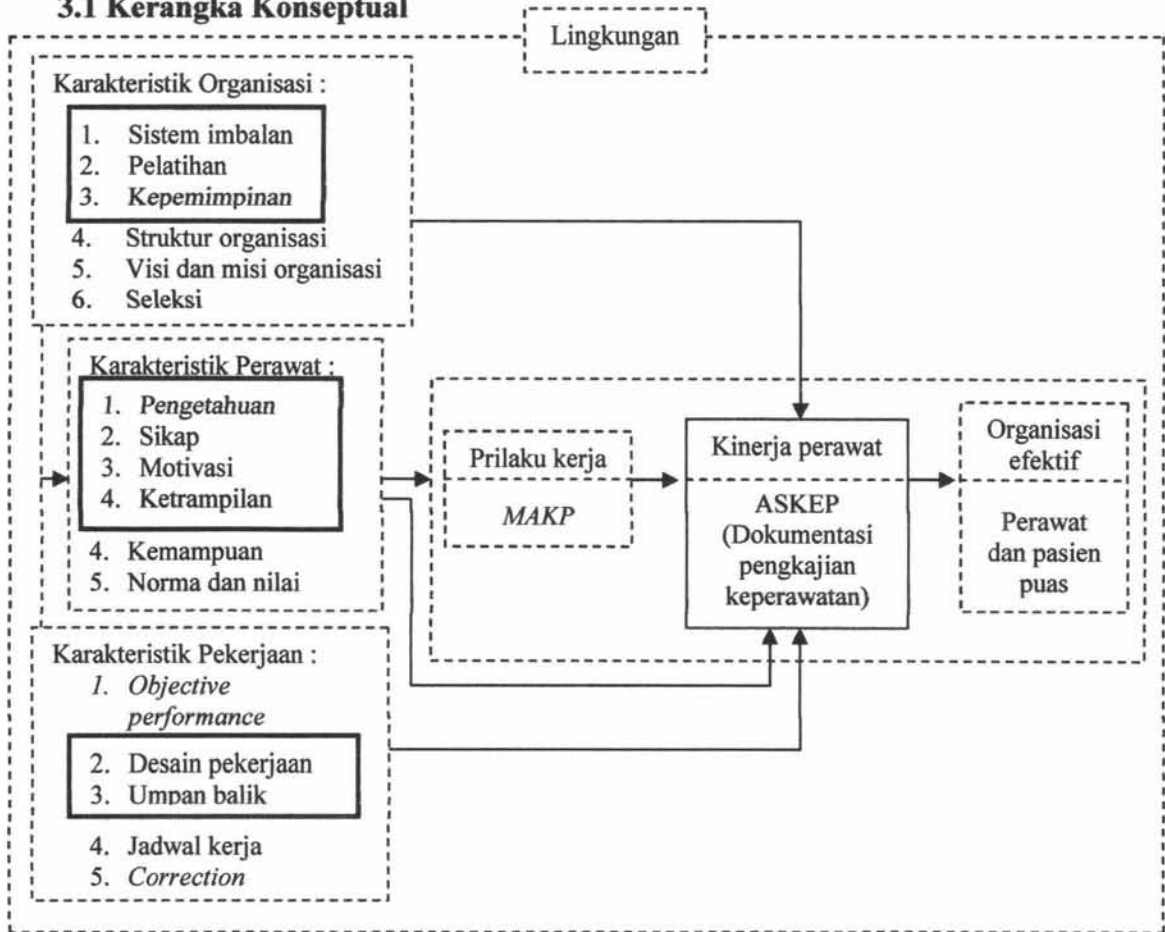 3.1 Kerangka Konseptual
Lingkungan
Karakteristik Organisasi :
1. Sistem imbalan
2. Pelatihan
3. Kepemimpinan
4. Struktur organisasi
5. Visi dan misi organisasi
6. Seleksi
Karakteristik Perawat :
1. Pengetahuan
2. Sikap
3. Motivasi
4. Ketrampilan
4. Kemampuan
5. Norma dan nilai
Karakteristik Pekerjaan :
1. Objective
performance
2. Desain pekerjaan
3. Umpan balik
4. Jadwal kerja
5. Correction
Prilaku kerja
MAKP
Kinerja perawat
ASKEP
(Dokumentasi
pengkajian
keperawatan)
Organisasi
efektif
Perawat
dan pasien
puas